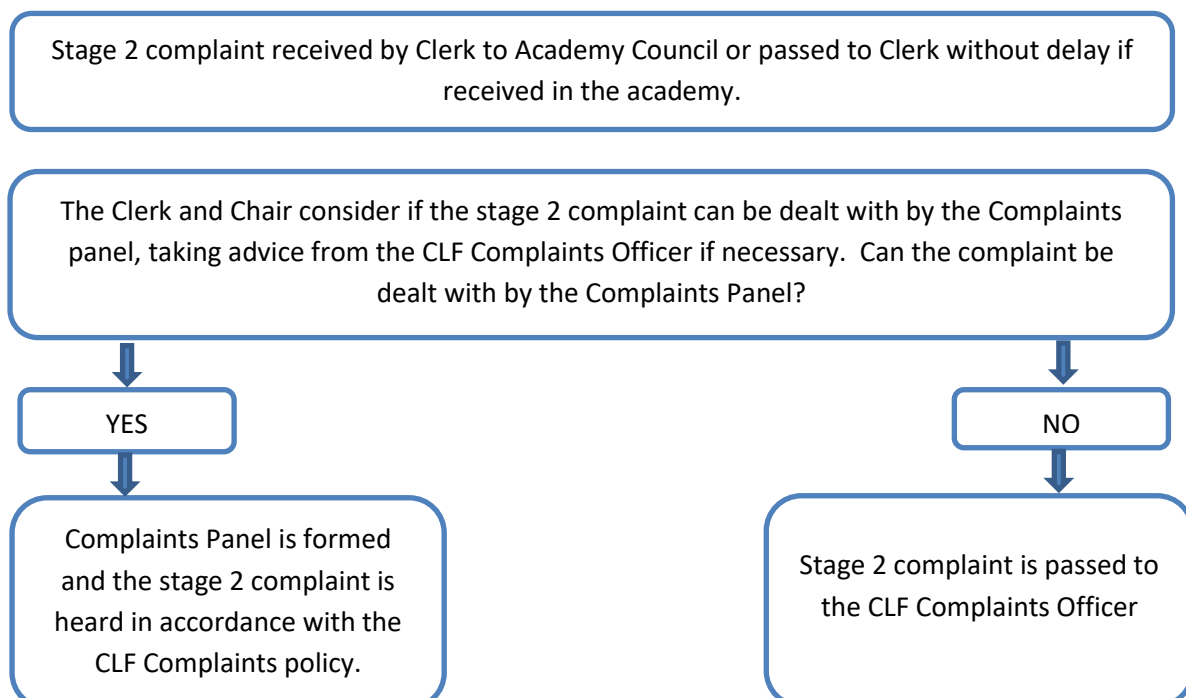 Stage 2 complaint received by Clerk to Academy Council or passed to Clerk without delay if
received in the academy.
The Clerk and Chair consider if the stage 2 complaint can be dealt with by the Complaints
panel, taking advice from the CLF Complaints Officer if necessary.  Can the complaint be
dealt with by the Complaints Panel?
YES
NO
Complaints Panel is formed
and the stage 2 complaint is
heard in accordance with the
CLF Complaints policy.
Stage 2 complaint is passed to
the CLF Complaints Officer